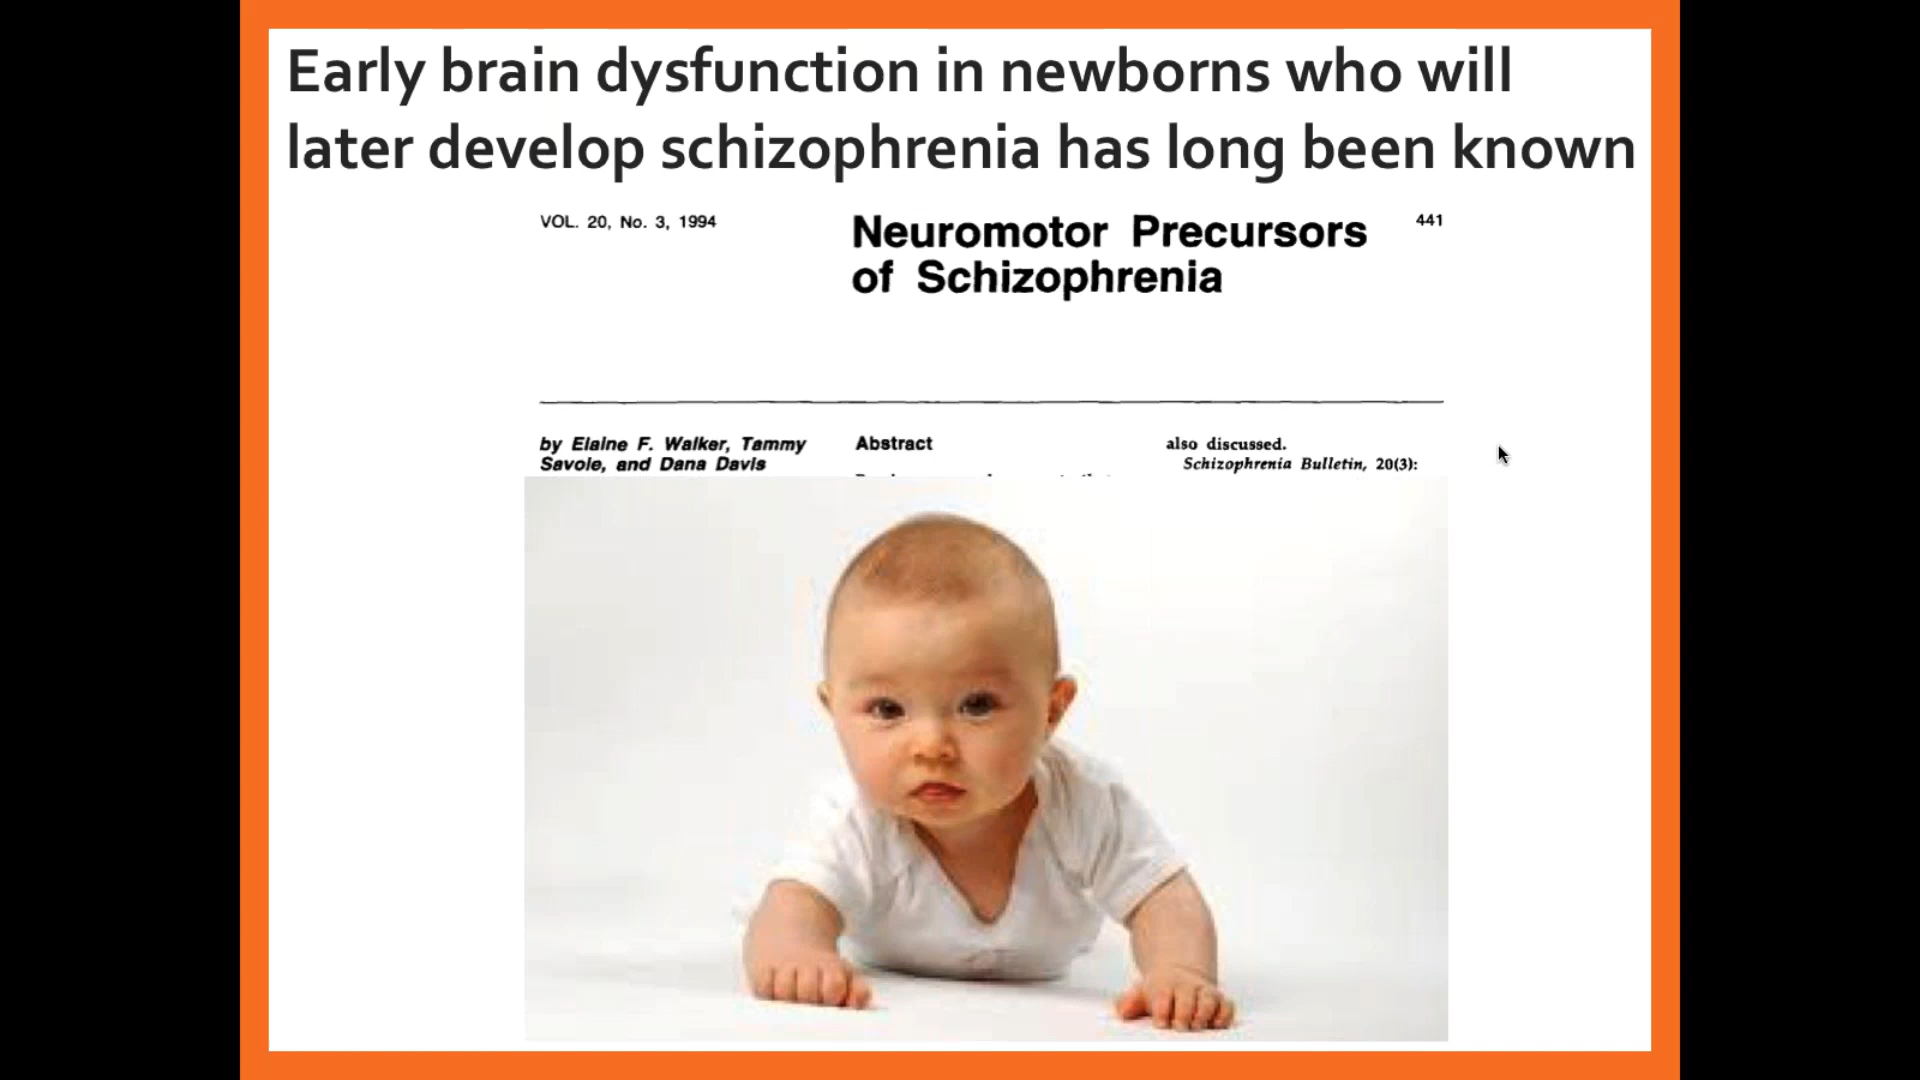 Early brain dysfunction in newborns who will
later develop schizophrenia has long been known
VOL. 20, No. 3, 1994
Neuromotor Precursors
of Schizophrenia
441
by Elaine F. Walker, Tammy
Savoie, and Dana Davis
Abstract
also discussed.
Schizophrenia Bulletin, 20(3):